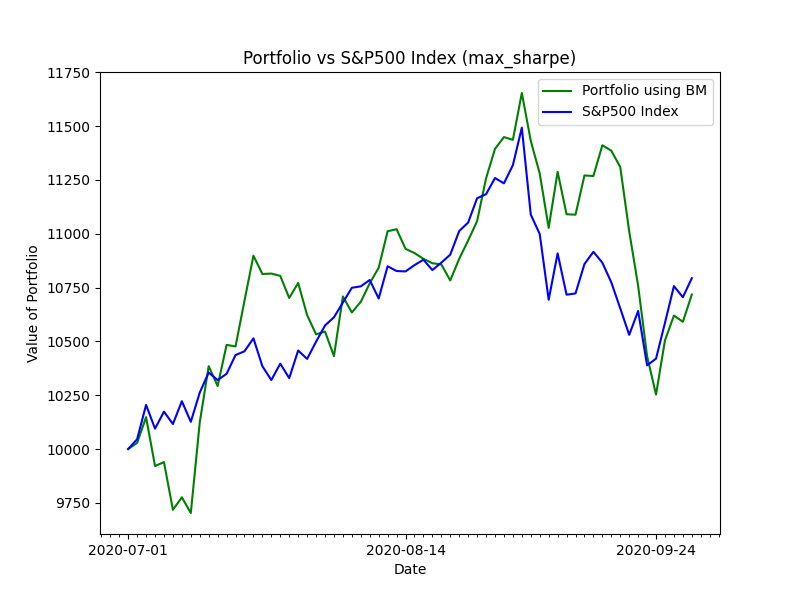 Portfolio vs S&P500 Index (max_sharpe)
Portfolio using BM
S&P500 Index
11750
11500
11250
11000
10750
10500
10250
10000
9750
Value of Portfolio
2020-07-01
2020-08-14
2020-09-24
Date